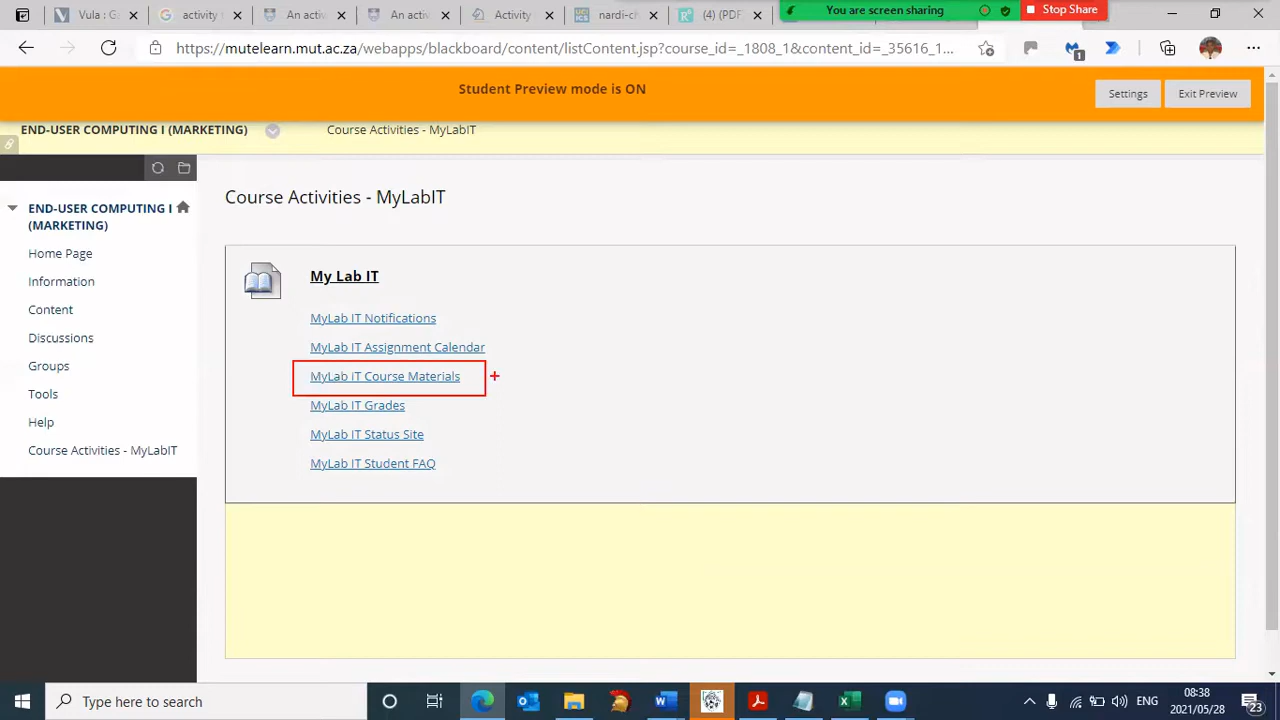 Vula : G
activity t
An active
An active
Activity
nardi-ch
(4) (PDF
You are screen sharing
Stop Share
https://mutelearn.mut.ac.za/webapps/blackboard/content/listContent.jsp?course_id=_1808_1&content_id=_35616_1...
1
Student Preview mode is ON
Settings
Exit Preview
END-USER COMPUTING I (MARKETING)
Course Activities - MyLabIT
END-USER COMPUTING I
(MARKETING)
Home Page
Information
Content
Discussions
Groups
Tools
Help
Course Activities - MyLabIT
Course Activities - MyLabIT
My Lab IT
MyLab IT Notifications
MyLab IT Assignment Calendar
MyLab iT Course Materials
MyLab IT Grades
MyLab IT Status Site
MyLab IT Student FAQ
Type here to search
ENG
08:38
2021/05/28
23